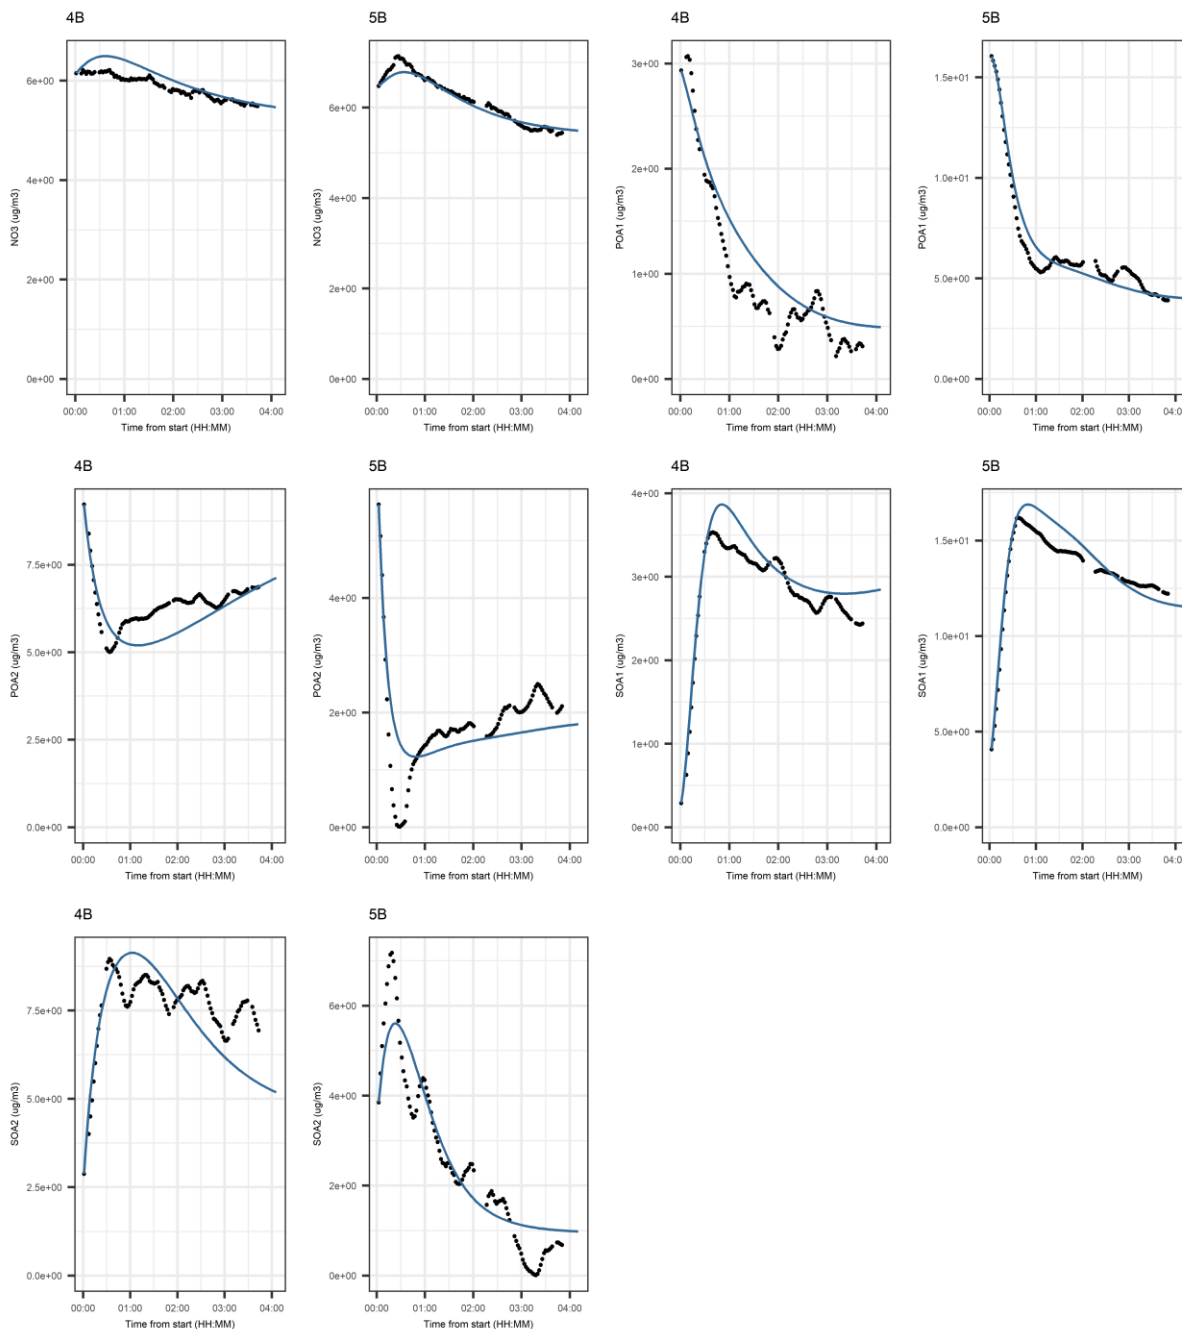 4B
5B
NO3 (ug/m3)
6e+00
4e+00
2e+00
0e+00
00:00 01:00 02:00 03:00 04:00
Time from start (HH:MM)
NO3 (ug/m3)
6e+00
4e+00
2e+00
0e+00
00:00 01:00 02:00 03:00 04:00
Time from start (HH:MM)
4B
POA1 (ug/m3)
3e+00
2e+00
1e+00
0e+00
00:00 01:00 02:00 03:00 04:00
Time from start (HH:MM)
5B
POA1 (ug/m3)
1.5e+01
1.0e+01
5.0e+00
0.0e+00
00:00 01:00 02:00 03:00 04:00
Time from start (HH:MM)
4B
POA2 (ug/m3)
7.5e+00
5.0e+00
2.5e+00
0.0e+00
00:00 01:00 02:00 03:00 04:00
Time from start (HH:MM)
5B
POA2 (ug/m3)
4e+00
2e+00
0e+00
00:00 01:00 02:00 03:00 04:00
Time from start (HH:MM)
4B
SOA1 (ug/m3)
4e+00
3e+00
2e+00
1e+00
0e+00
00:00 01:00 02:00 03:00 04:00
Time from start (HH:MM)
5B
SOA1 (ug/m3)
1.5e+01
1.0e+01
5.0e+00
0.0e+00
00:00 01:00 02:00 03:00 04:00
Time from start (HH:MM)
4B
SOA2 (ug/m3)
7.5e+00
5.0e+00
2.5e+00
0.0e+00
00:00 01:00 02:00 03:00 04:00
Time from start (HH:MM)
5B
SOA2 (ug/m3)
6e+00
4e+00
2e+00
0e+00
00:00 01:00 02:00 03:00 04:00
Time from start (HH:MM)